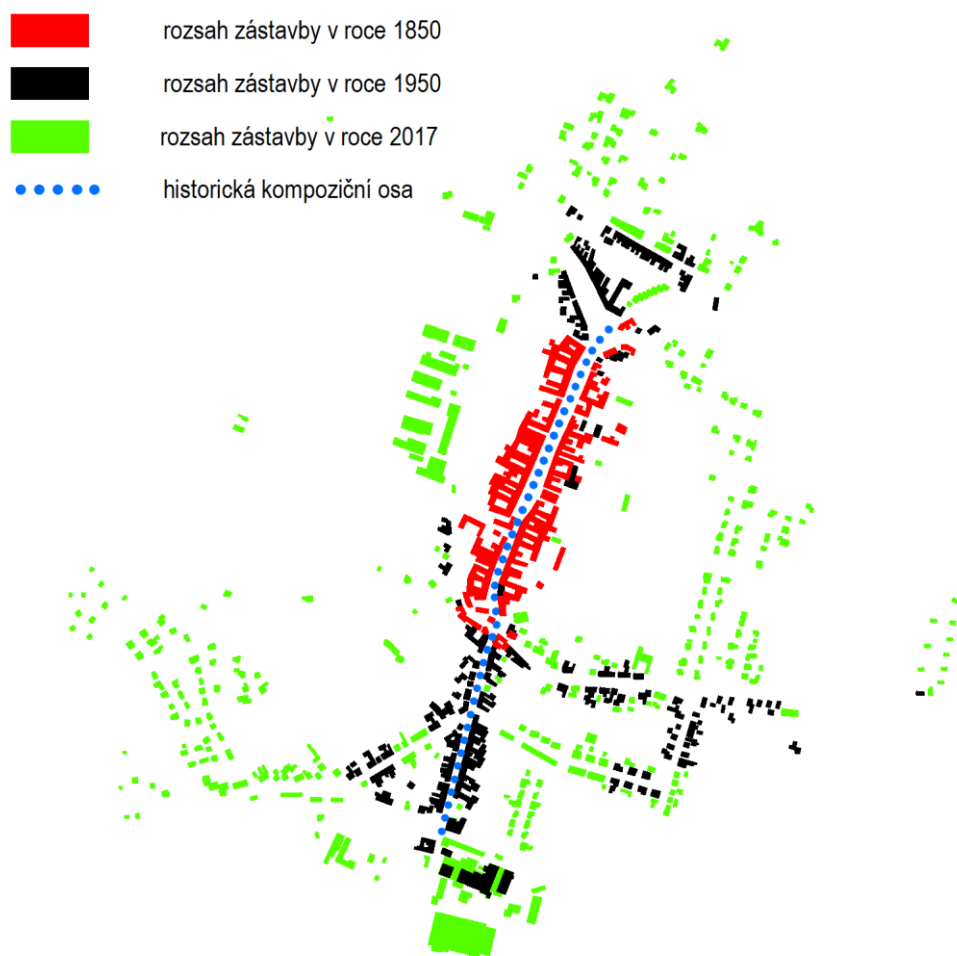 rozsah zástavby v roce 1850
rozsah zástavby v roce 1950
rozsah zástavby v roce 2017
historická kompoziční osa